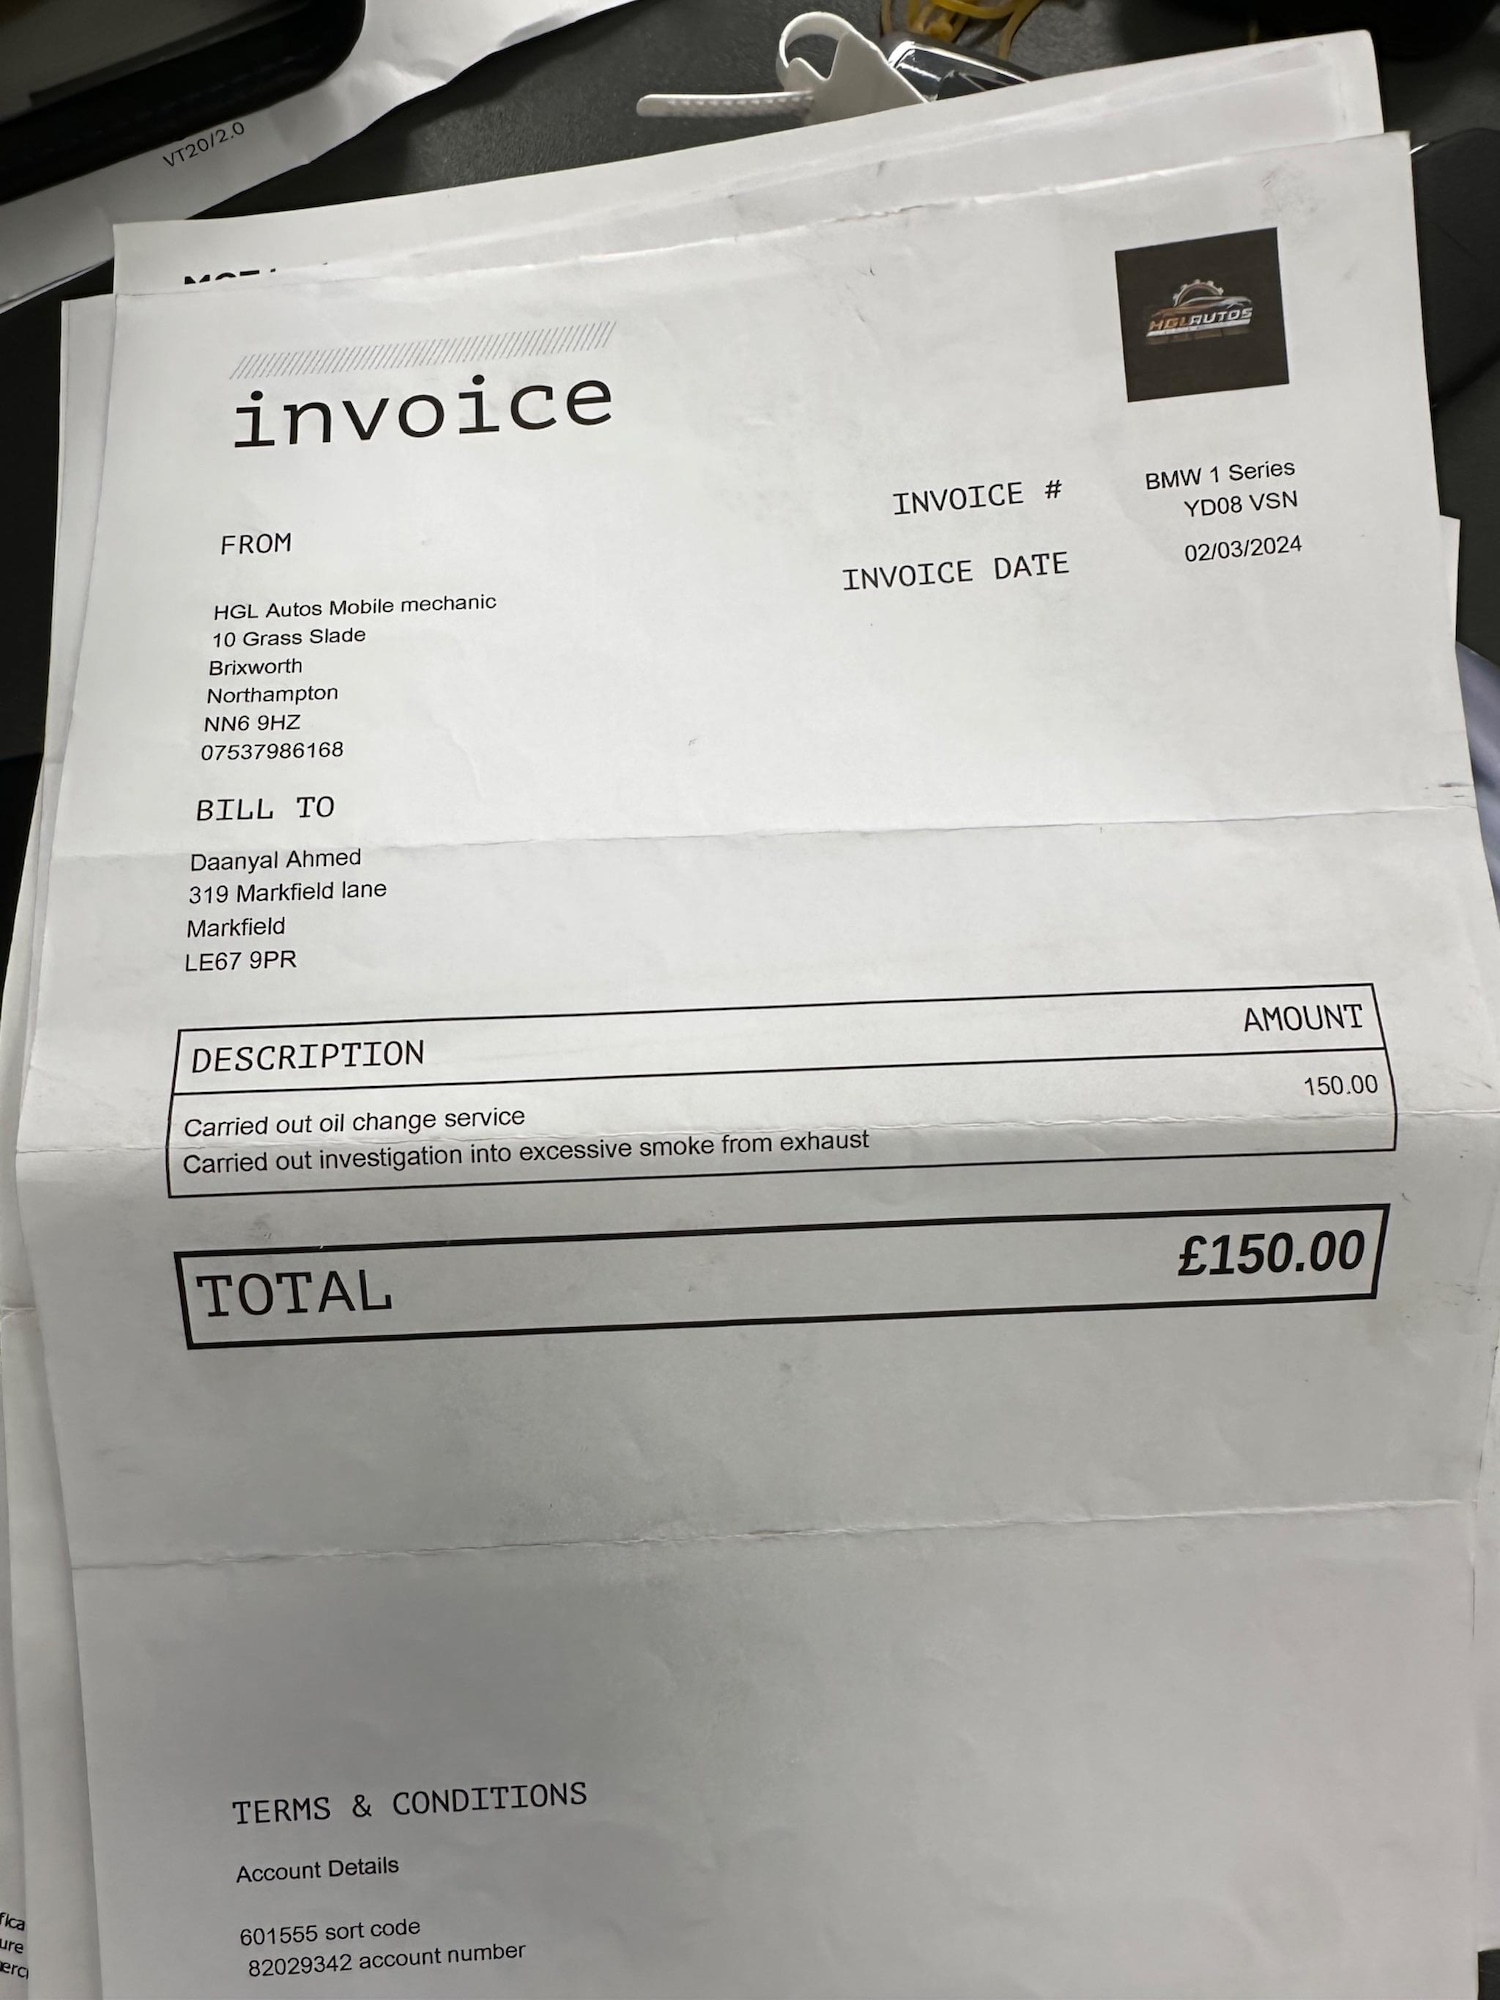 VT20/2.0
HGL AUTOS
invoice
INVOICE # BMW 1 Series
YD08 VSN
INVOICE DATE 02/03/2024
FROM
HGL Autos Mobile mechanic
10 Grass Slade
Brixworth
Northampton
NN6 9HZ
07537986168
BILL TO
Daanyal Ahmed
319 Markfield lane
Markfield
LE67 9PR
DESCRIPTION AMOUNT
Carried out oil change service 150.00
Carried out investigation into excessive smoke from exhaust
TOTAL £150.00
TERMS & CONDITIONS
Account Details
601555 sort code
82029342 account number